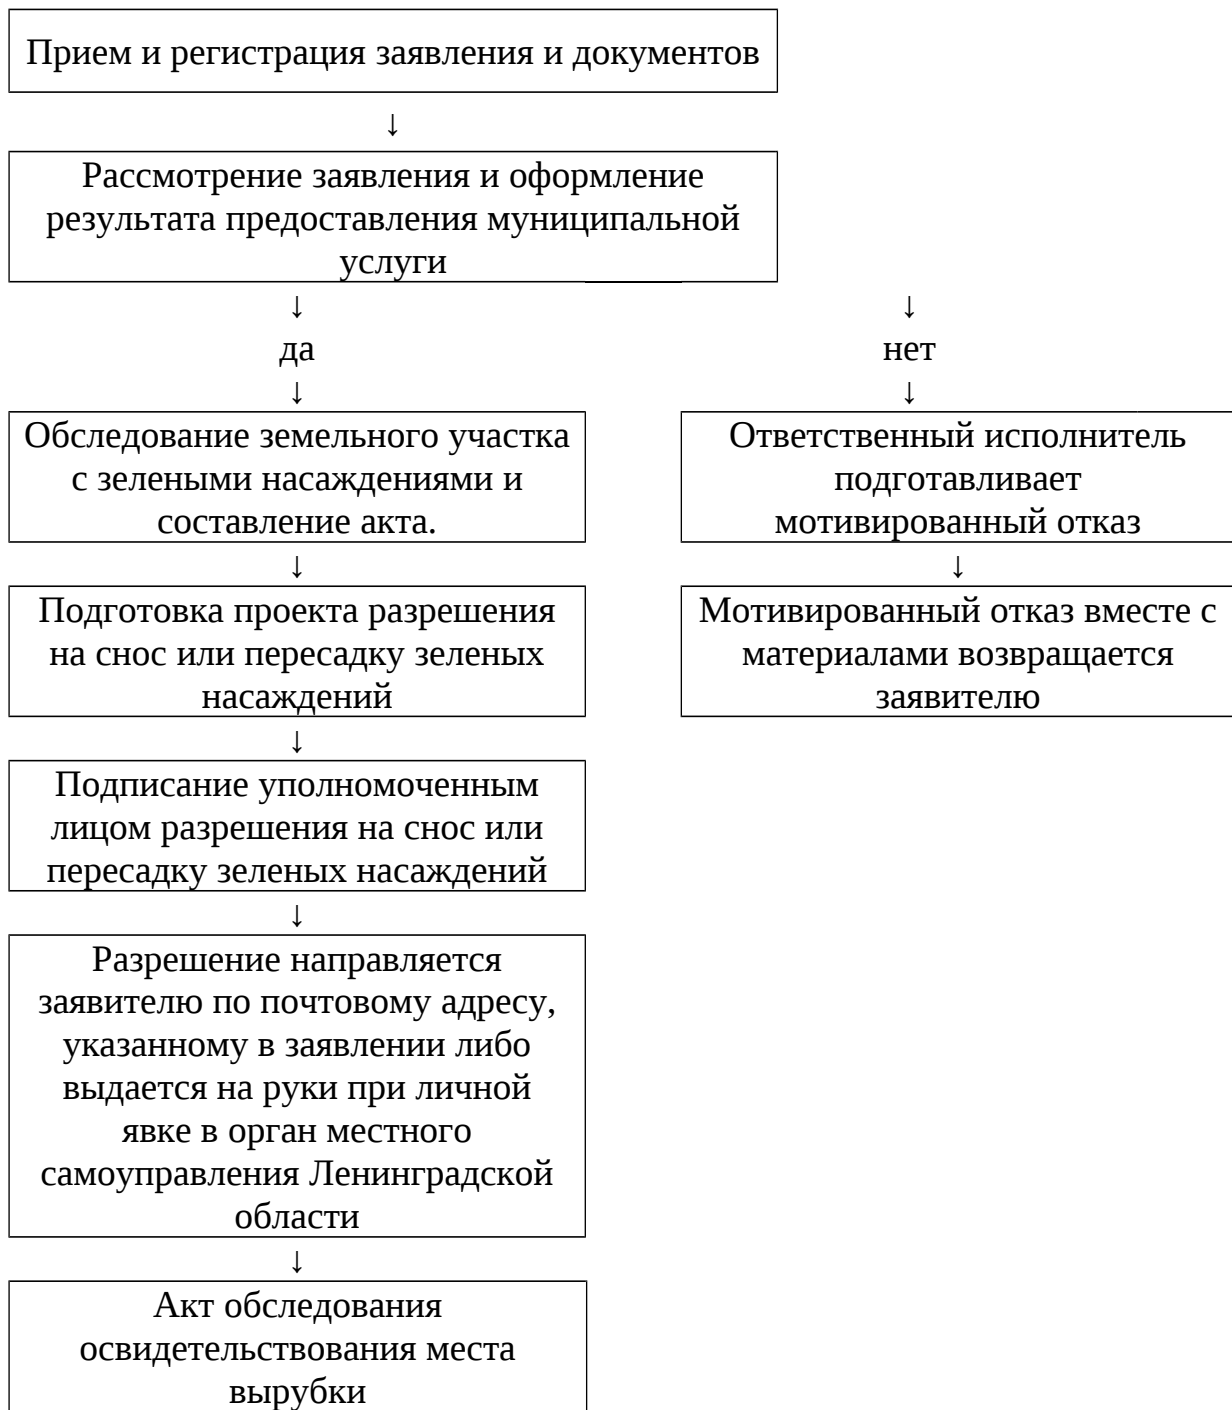 Прием и регистрация заявления и документов
↓
Рассмотрение заявления и оформление
результата предоставления муниципальной
услуги
↓ ↓
да нет
↓ ↓
Обследование земельного участка
с зелеными насаждениями и
составление акта.
Ответственный исполнитель
подготавливает
мотивированный отказ
↓ ↓
Подготовка проекта разрешения
на снос или пересадку зеленых
насаждений
Мотивированный отказ вместе с
материалами возвращается
заявителю
↓
Подписание уполномоченным
лицом разрешения на снос или
пересадку зеленых насаждений
↓
Разрешение направляется
заявителю по почтовому адресу,
указанному в заявлении либо
выдается на руки при личной
явке в орган местного
самоуправления Ленинградской
области
↓
Акт обследования
освидетельствования места
вырубки